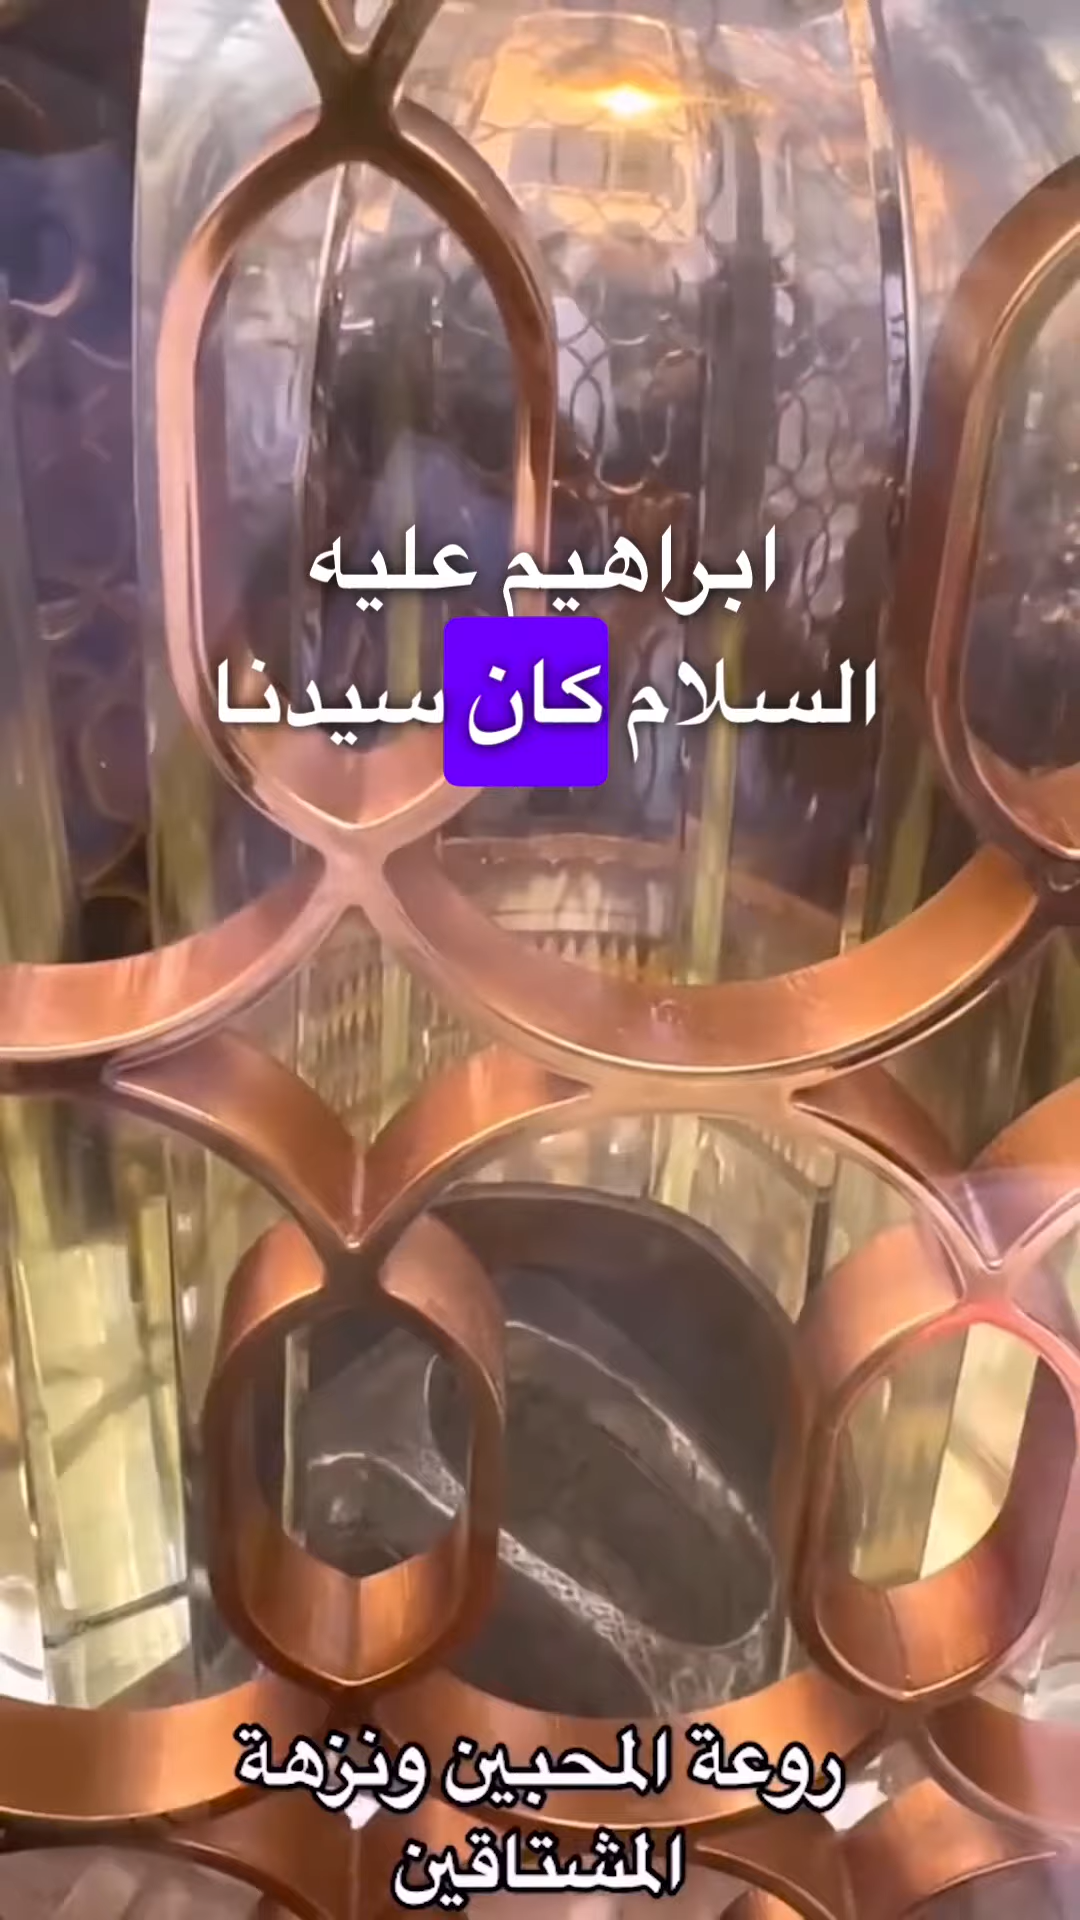 ابراهيم عليه
السلام كان سيدنا
روعة المحبين ونزهة
المشتاقين